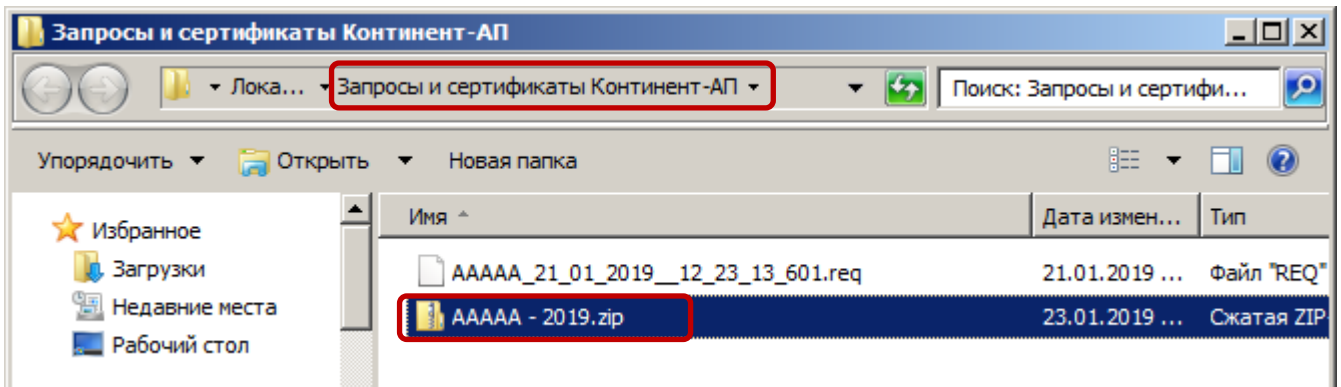 Запросы и сертификаты Континент-АП
Лока... Запросы и сертификаты Континент-АП
Поиск: Запросы и сертифи...
Упорядочить Открыть Новая папка
Избранное
Загрузки
Недавние места
Рабочий стол
Имя Дата измен... Тип
AAAAA_21_01_2019__12_23_13_601.req 21.01.2019 ... Файл "REQ"
AAAAA - 2019.zip 23.01.2019 ... Сжатая ZIP-